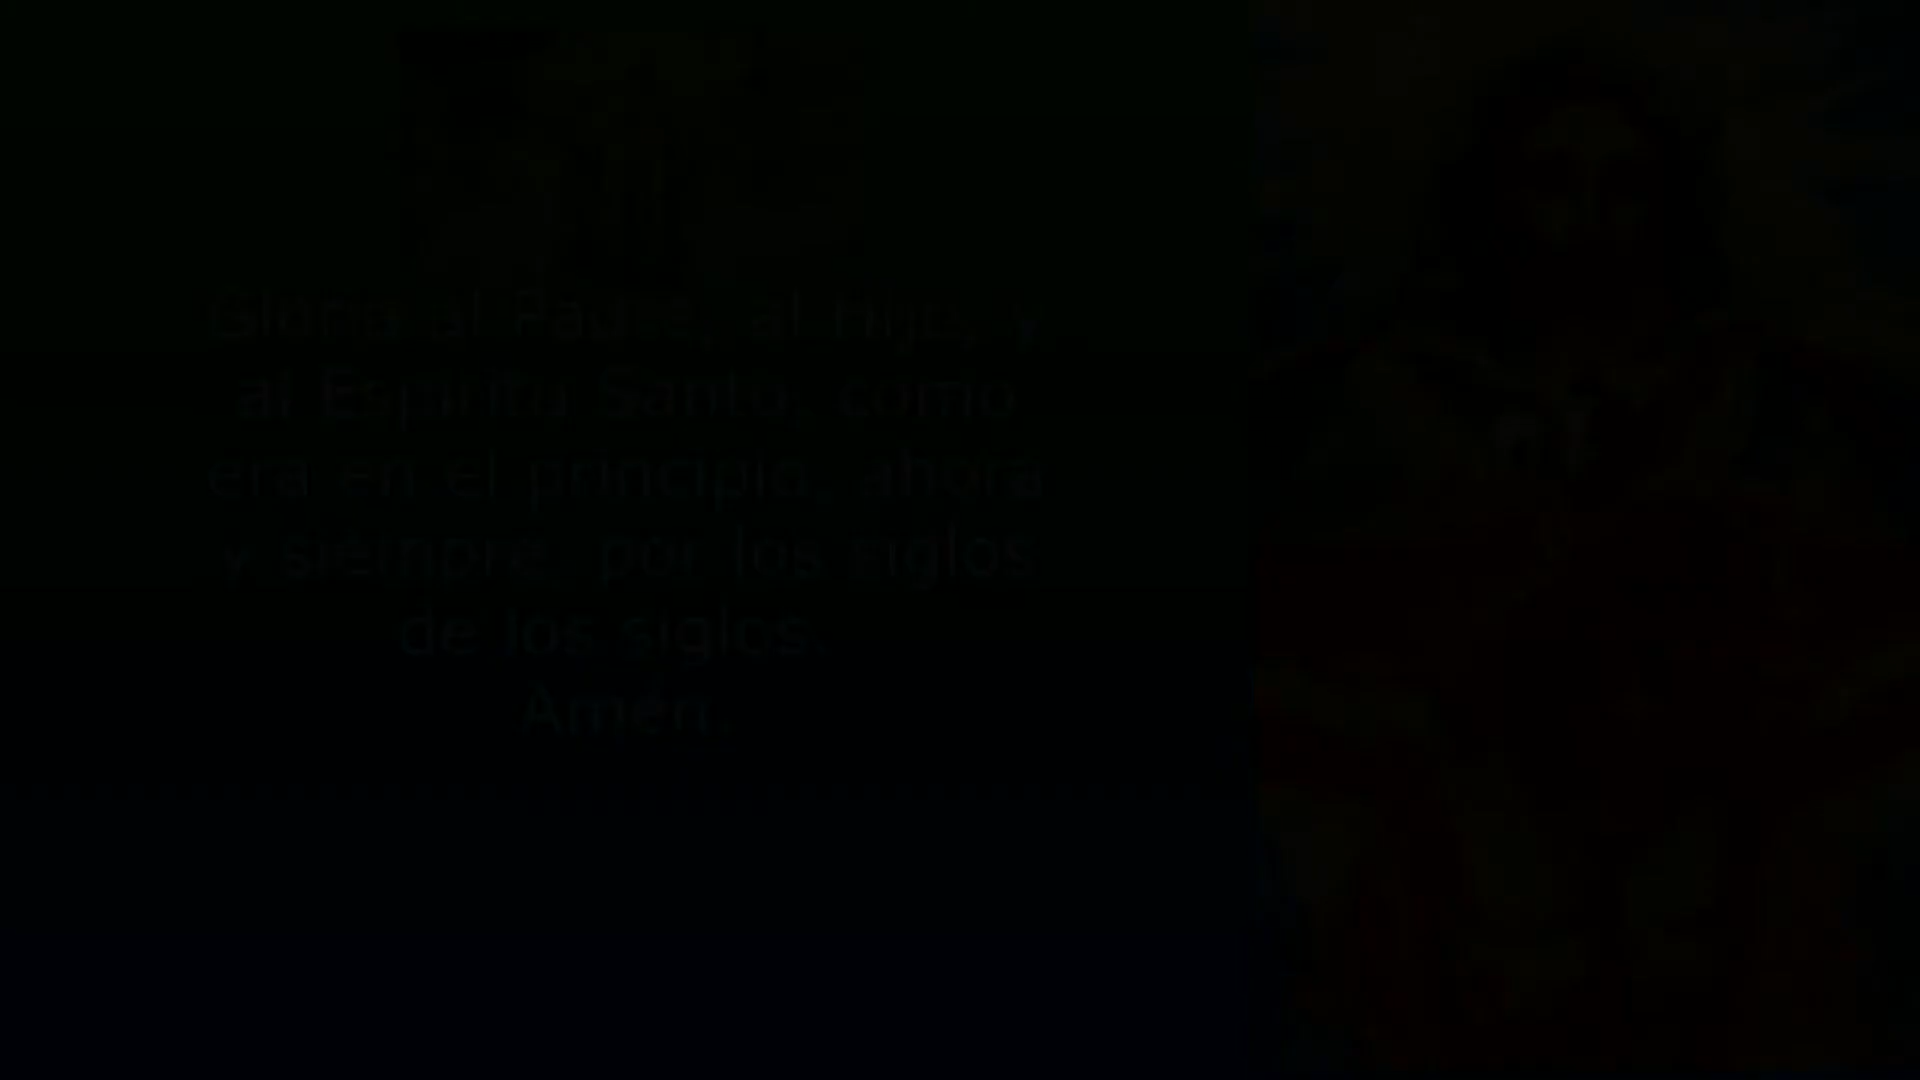 Gloria al Padre, al Hijo, y
al Espíritu Santo, como
era en el principio, ahora
y siempre, por los siglos
de los siglos.
Amén.